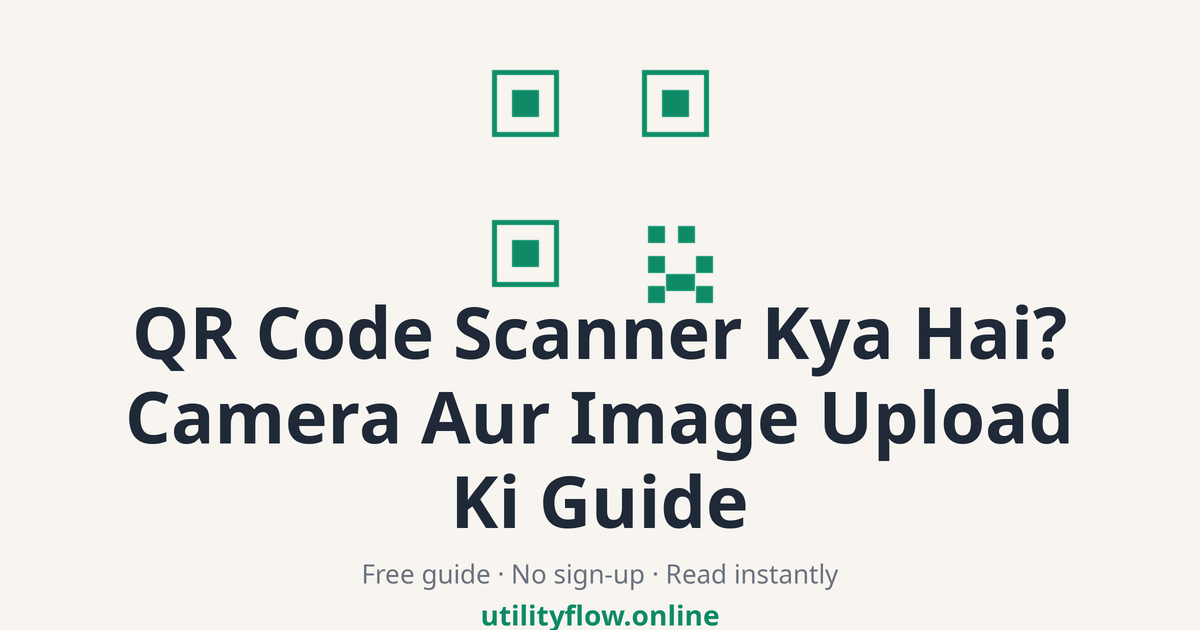 QR Code Scanner Kya Hai?
Camera Aur Image Upload
Ki Guide
Free guide · No sign-up · Read instantly
utilityflow.online